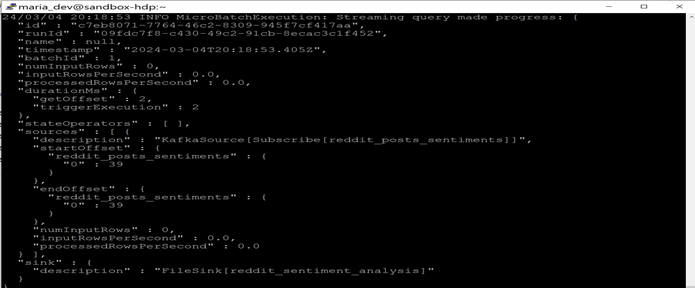 maria_dev@sandbox-hdp:~
24/03/04 20:18:53 INFO MicroBatchExecution: Streaming query made progress: {
"id" : "c7eb8071-7764-46c2-8309-945f7cf417aa",
"runId" : "09fdc7f8-c430-49c2-91cb-8ecac3c1f452",
"name" : null,
"timestamp" : "2024-03-04T20:18:53.405Z",
"batchId" : 1,
"numInputRows" : 0,
"inputRowsPerSecond" : 0.0,
"processedRowsPerSecond" : 0.0,
"durationMs" : {
"getOffset" : 2,
"triggerExecution" : 2
},
"stateOperators" : [ ],
"sources" : [ {
"description" : "KafkaSource[Subscribe[reddit_posts_sentiments]]",
"startOffset" : {
"reddit_posts_sentiments" : {
"0" : 39
}
},
"endOffset" : {
"reddit_posts_sentiments" : {
"0" : 39
}
},
"numInputRows" : 0,
"inputRowsPerSecond" : 0.0,
"processedRowsPerSecond" : 0.0
} ],
"sink" : {
"description" : "FileSink[reddit_sentiment_analysis]"
}
}